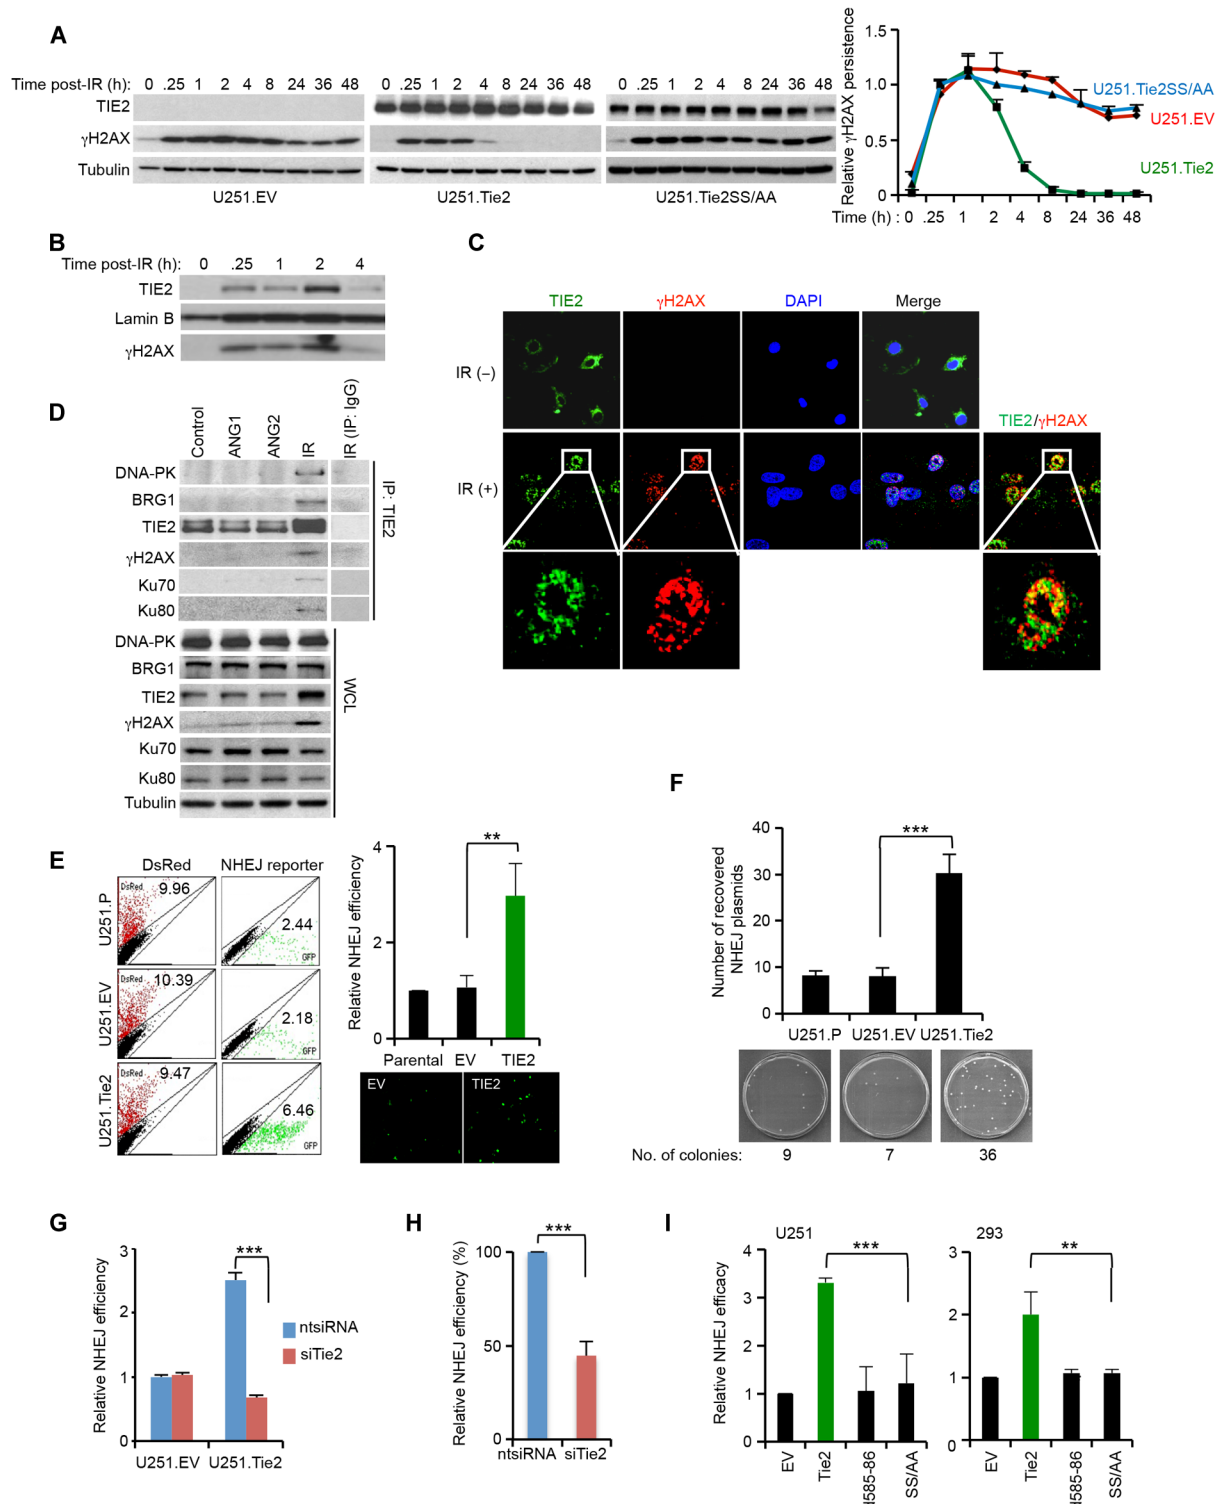 A
Time post-IR (h): 0 .25 1 2 4 8 24 36 48 0 .25 1 2 4 8 24 36 48 0 .25 1 2 4 8 24 36 48
TIE2
γH2AX
Tubulin
U251.EV U251.Tie2 U251.Tie2SS/AA
Relative γH2AX persistence
1.5
1.0
0.5
0
U251.Tie2SS/AA
U251.EV
U251.Tie2
Time (h) : 0 .25 1 2 4 8 24 36 48
B
Time post-IR (h): 0 .25 1 2 4
TIE2
Lamin B
γH2AX
C
TIE2 γH2AX DAPI Merge
IR (−)
TIE2/γH2AX
IR (+)
D
Control ANG1 ANG2 IR IR (IP: IgG)
DNA-PK
BRG1
TIE2
γH2AX
Ku70
Ku80
IP: TIE2
DNA-PK
BRG1
TIE2
γH2AX
Ku70
Ku80
Tubulin
WCL
E
DsRed NHEJ reporter
U251.P
DsRed 9.96
2.44
GFP
U251.EV
DsRed 10.39
2.18
GFP
U251.Tie2
DsRed 9.47
6.46
GFP
Relative NHEJ efficiency
4
2
0
**
Parental EV TIE2
EV TIE2
F
Number of recovered
NHEJ plasmids
40
30
20
10
0
***
U251.P U251.EV U251.Tie2
No. of colonies: 9 7 36
G
Relative NHEJ efficiency
3
2
1
0
***
ntsiRNA
siTie2
U251.EV U251.Tie2
H
Relative NHEJ efficiency (%)
100
50
0
***
ntsiRNA siTie2
I
U251
Relative NHEJ efficacy
4
3
2
1
0
***
EV Tie2 I585-86 SS/AA
293
3
2
1
0
**
EV Tie2 I585-86 SS/AA